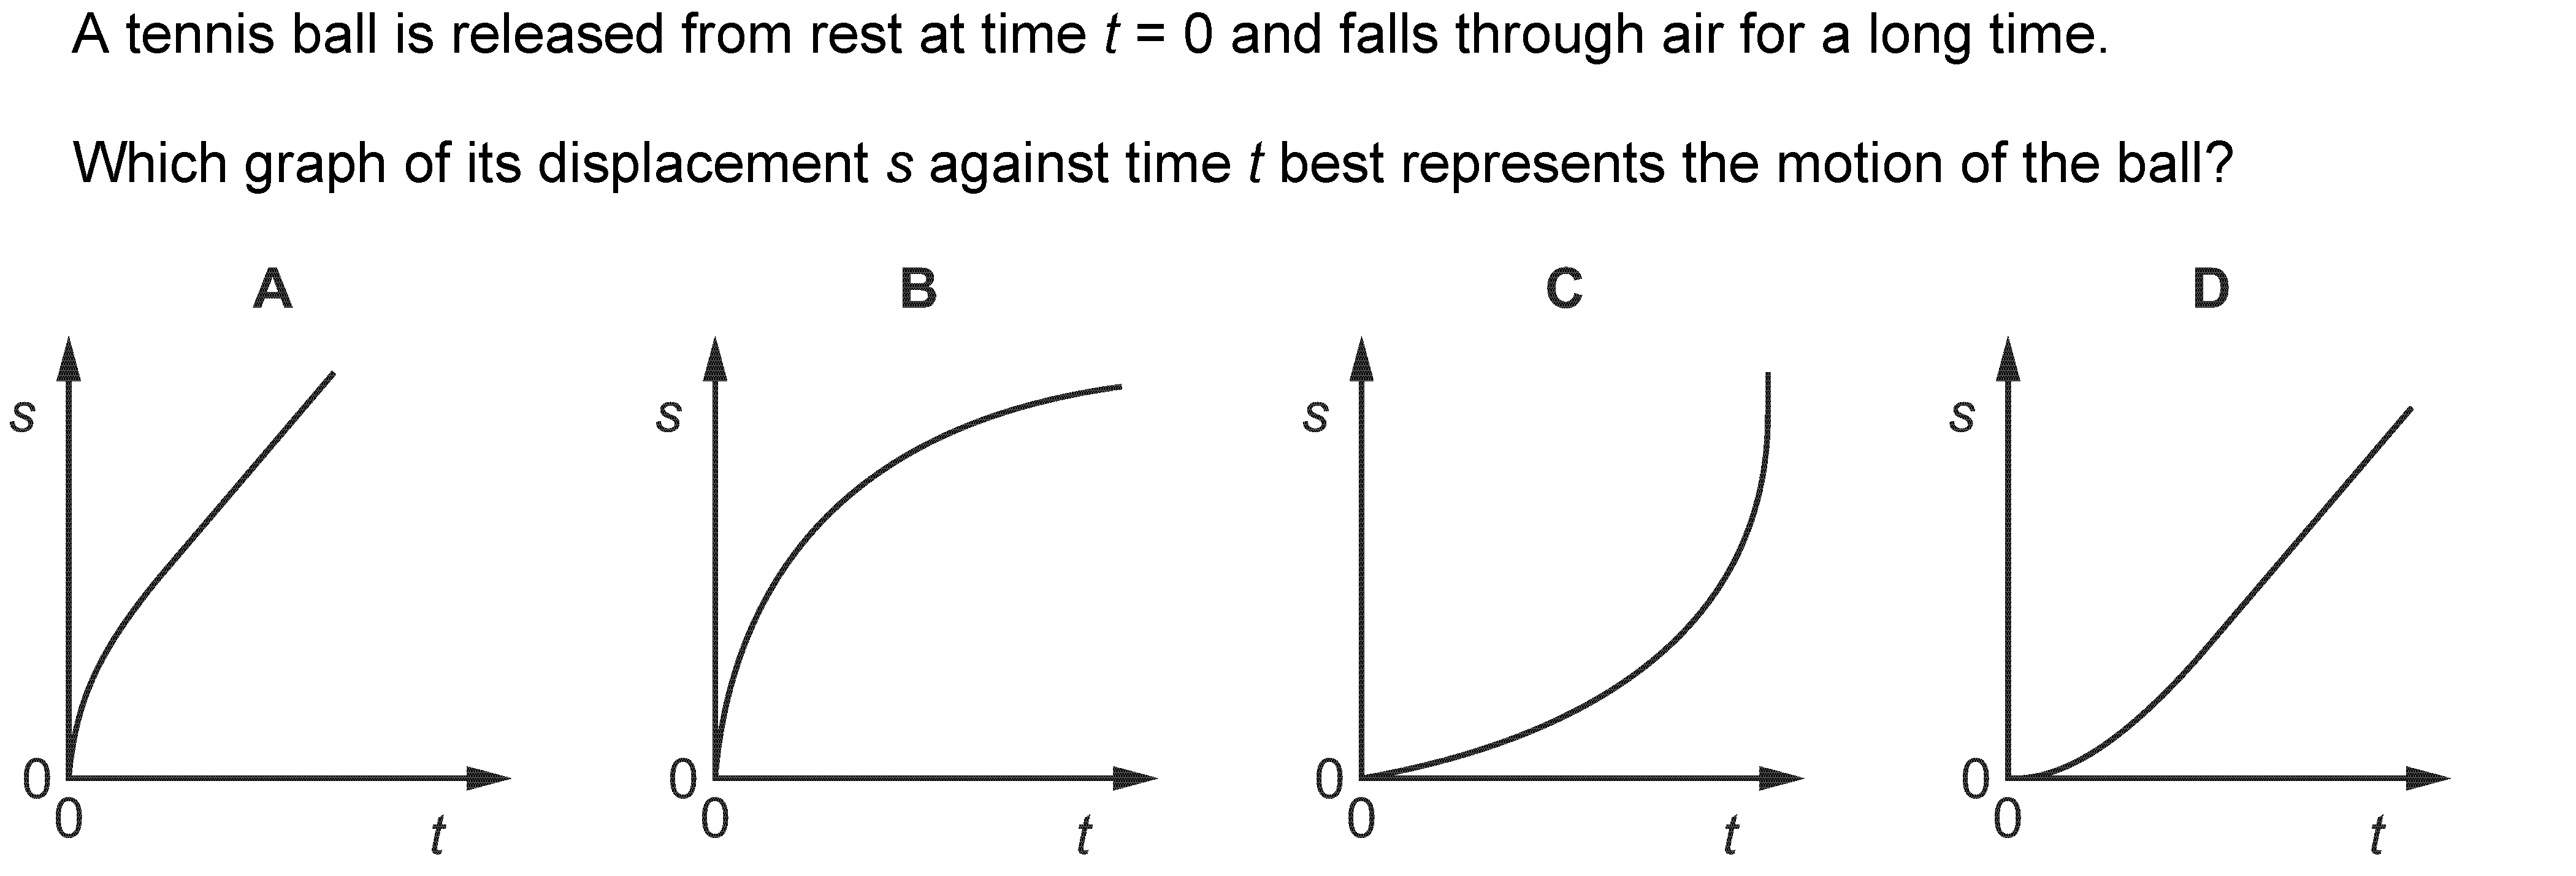 A tennis ball is released from rest at time t = 0 and falls through air for a long time.
Which graph of its displacement s against time t best represents the motion of the ball?
A B C D
s s s s
0 0 0 0
0 0 0 0
t t t t